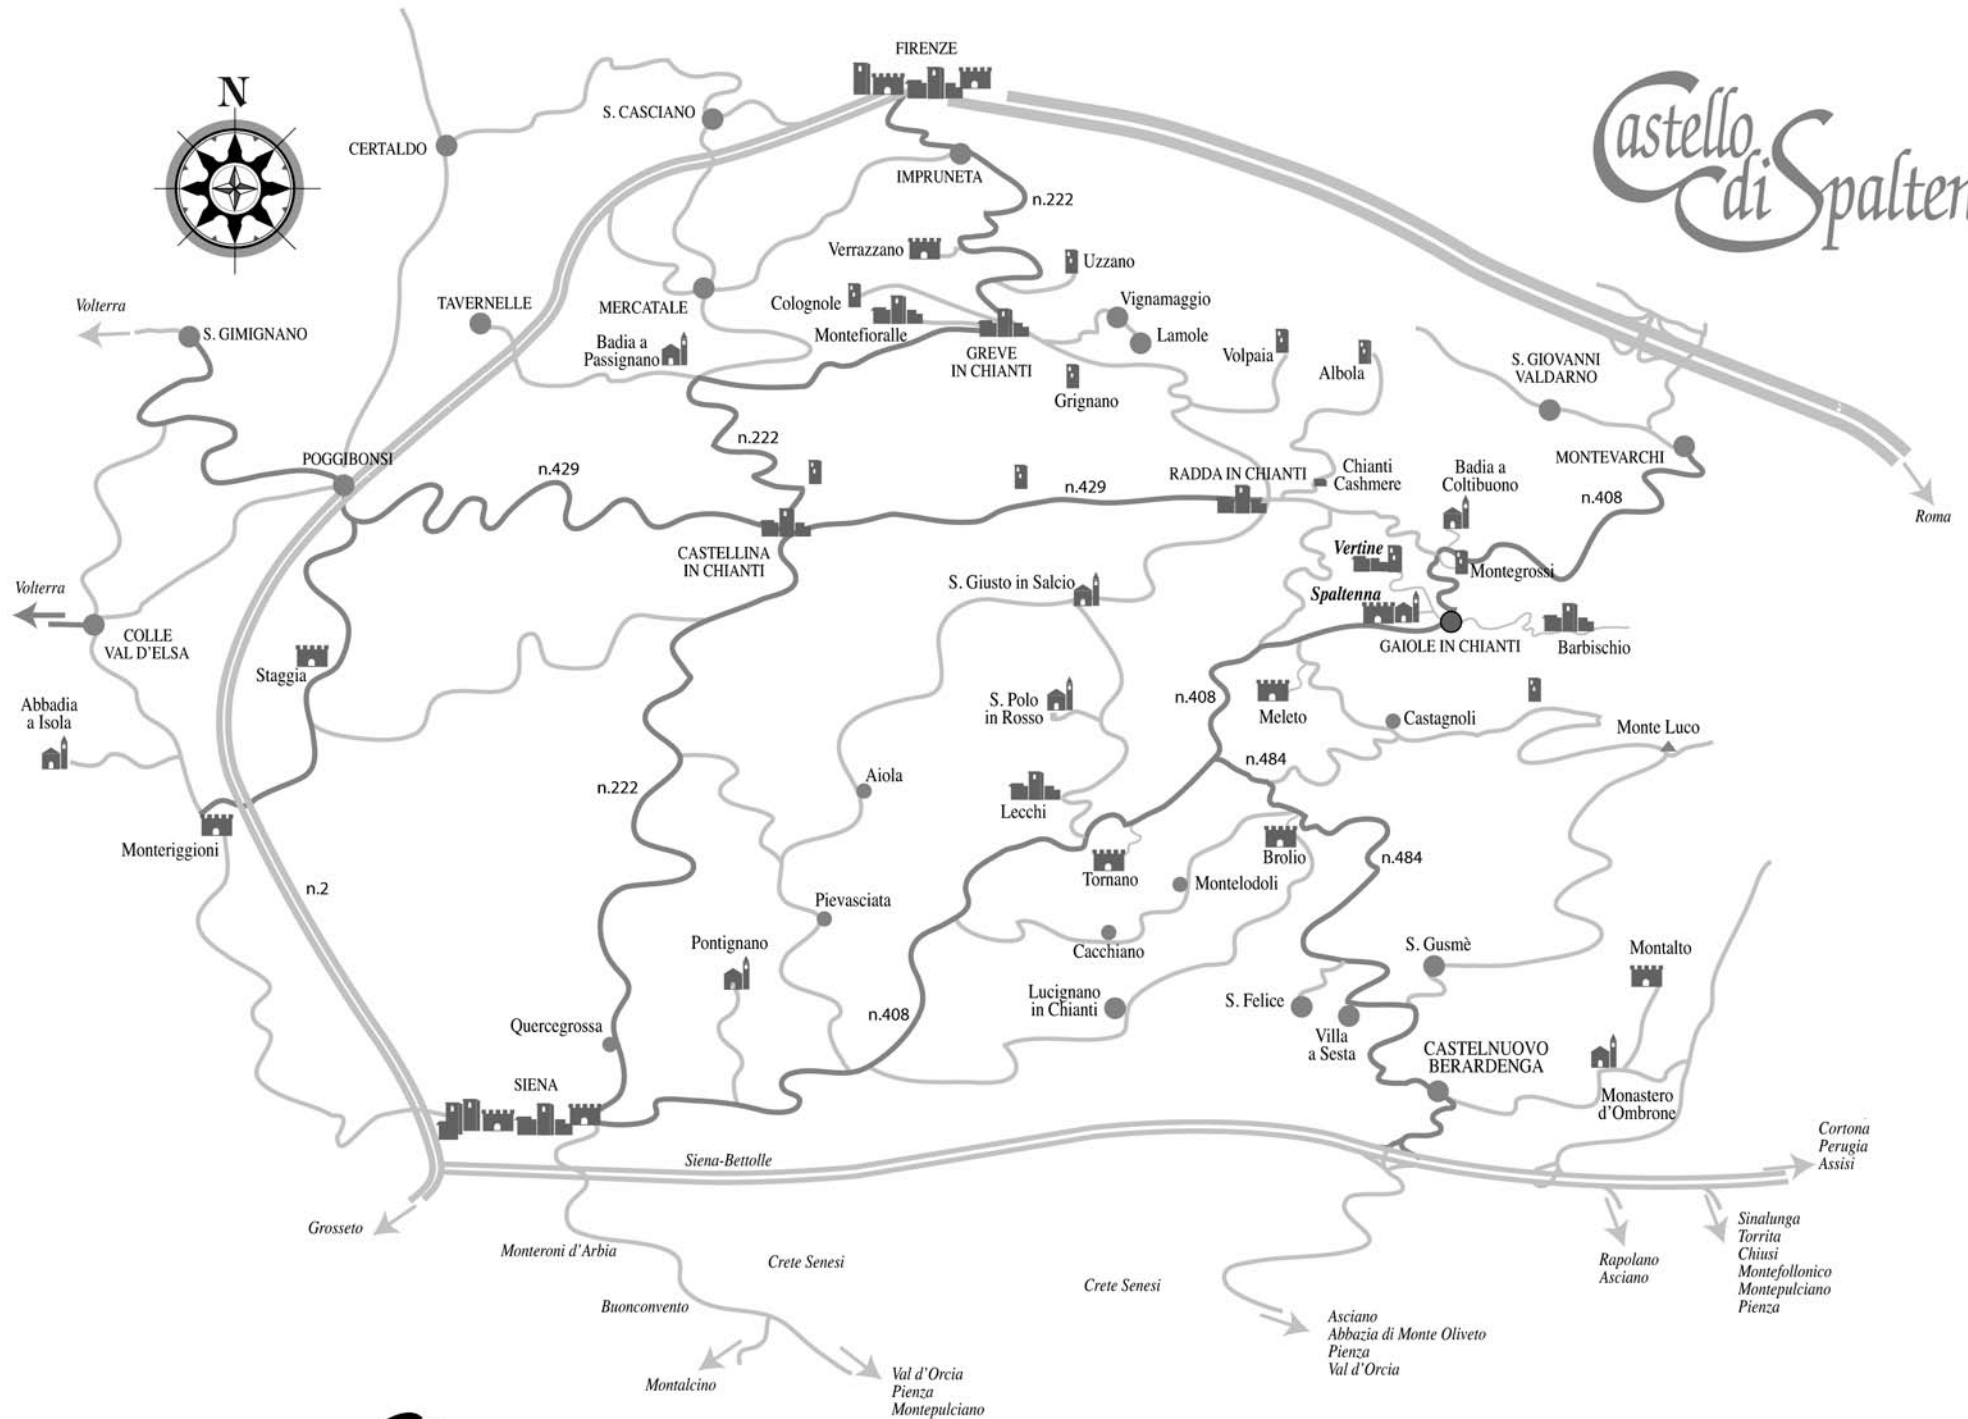 FIRENZE
N
S. CASCIANO
Castello
di Spalten
CERTALDO
IMPRUNETA
n.222
Verrazzano
Uzzano
Volterra
TAVERNELLE
MERCATALE
Colognole
Vignamaggio
S. GIMIGNANO
Montefioralle
Lamole
Badia a
Passignano
GREVE
IN CHIANTI
Volpaia
Albola
S. GIOVANNI
VALDARNO
Grignano
n.222
POGGIBONSI
n.429
n.429
RADDA IN CHIANTI
Chianti
Cashmere
Badia a
Coltibuono
MONTEVARCHI
n.408
Roma
CASTELLINA
IN CHIANTI
Vertine
Montegrossi
Volterra
S. Giusto in Salcio
Spaltenna
COLLE
VAL D'ELSA
GAIOLE IN CHIANTI
Barbischio
Staggia
Abbadia
a Isola
S. Polo
in Rosso
n.408
Meleto
Castagnoli
Monte Luco
n.484
n.222
Aiola
Lecchi
Monteriggioni
Brolio
n.484
Tornano
Montelodoli
n.2
Pievasciata
Pontignano
Cacchiano
S. Gusmè
Montalto
Lucignano
in Chianti
S. Felice
n.408
Quercegrossa
Villa
a Sesta
CASTELNUOVO
BERARDENGA
SIENA
Monastero
d'Ombrone
Siena-Bettolle
Cortona
Perugia
Assisi
Grosseto
Monteroni d'Arbia
Crete Senesi
Crete Senesi
Rapolano
Asciano
Sinalunga
Torrita
Chiusi
Montefollonico
Montepulciano
Pienza
Buonconvento
Asciano
Abbazia di Monte Oliveto
Pienza
Val d'Orcia
Montalcino
Val d'Orcia
Pienza
Montepulciano